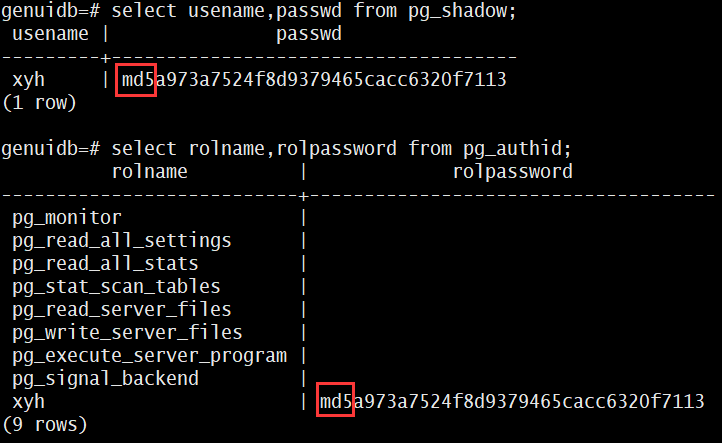 genuidb=# select usename,passwd from pg_shadow;
 usename |               passwd
---------+-------------------------------------
 xyh     | md5a973a7524f8d9379465cacc6320f7113
(1 row)

genuidb=# select rolname,rolpassword from pg_authid;
          rolname          |             rolpassword
---------------------------+-------------------------------------
 pg_monitor                |
 pg_read_all_settings      |
 pg_read_all_stats         |
 pg_stat_scan_tables       |
 pg_read_server_files      |
 pg_write_server_files     |
 pg_execute_server_program |
 pg_signal_backend         |
 xyh                       | md5a973a7524f8d9379465cacc6320f7113
(9 rows)